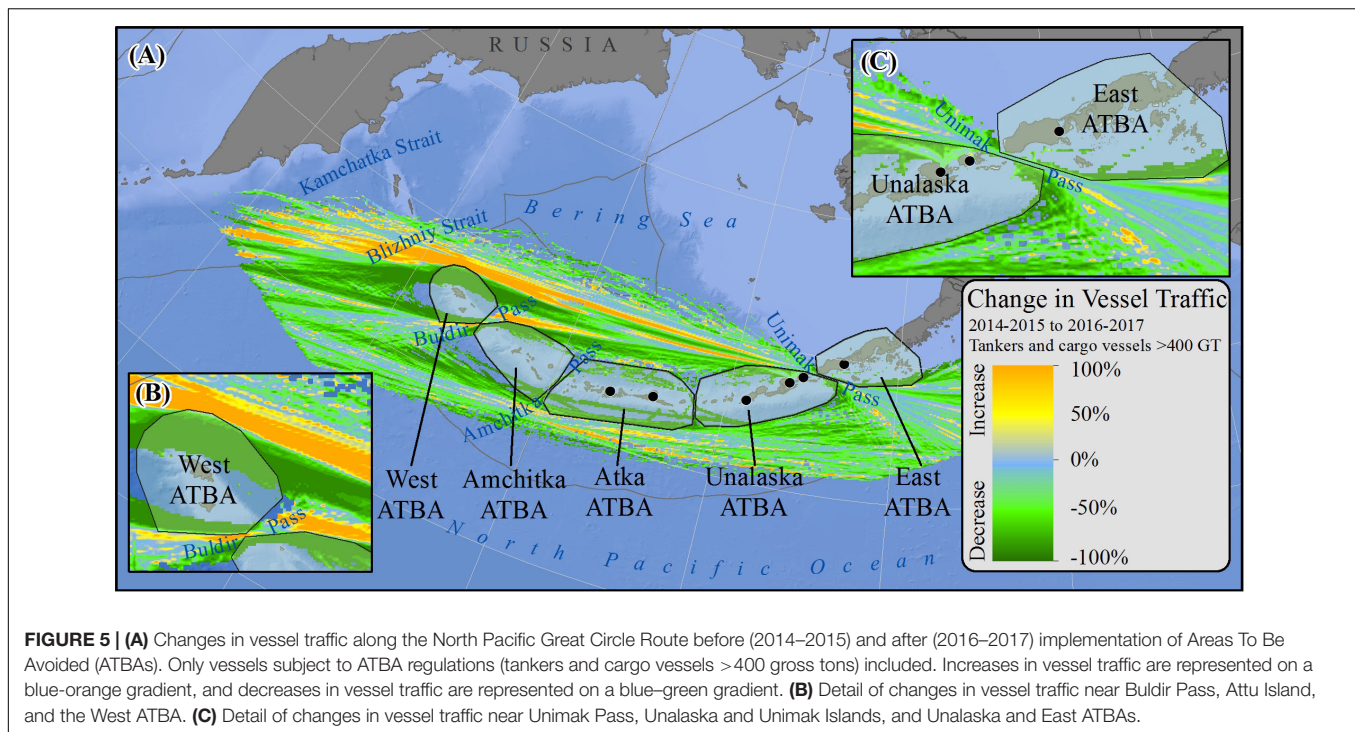 (A)
RUSSIA
Kamchatka Strait
Blizhniy Strait
Bering Sea
Buldir Pass
Amchitka Pass
Unimak Pass
West
ATBA
Amchitka
ATBA
Atka
ATBA
Unalaska
ATBA
East
ATBA
North Pacific Ocean
(B)
West
ATBA
Buldir Pass
(C)
East
ATBA
Unimak Pass
Unalaska
ATBA
Change in Vessel Traffic
2014-2015 to 2016-2017
Tankers and cargo vessels >400 GT
Increase
Decrease
100%
50%
0%
-50%
-100%
FIGURE 5 | (A) Changes in vessel traffic along the North Pacific Great Circle Route before (2014–2015) and after (2016–2017) implementation of Areas To Be
Avoided (ATBAs). Only vessels subject to ATBA regulations (tankers and cargo vessels >400 gross tons) included. Increases in vessel traffic are represented on a
blue-orange gradient, and decreases in vessel traffic are represented on a blue–green gradient. (B) Detail of changes in vessel traffic near Buldir Pass, Attu Island,
and the West ATBA. (C) Detail of changes in vessel traffic near Unimak Pass, Unalaska and Unimak Islands, and Unalaska and East ATBAs.